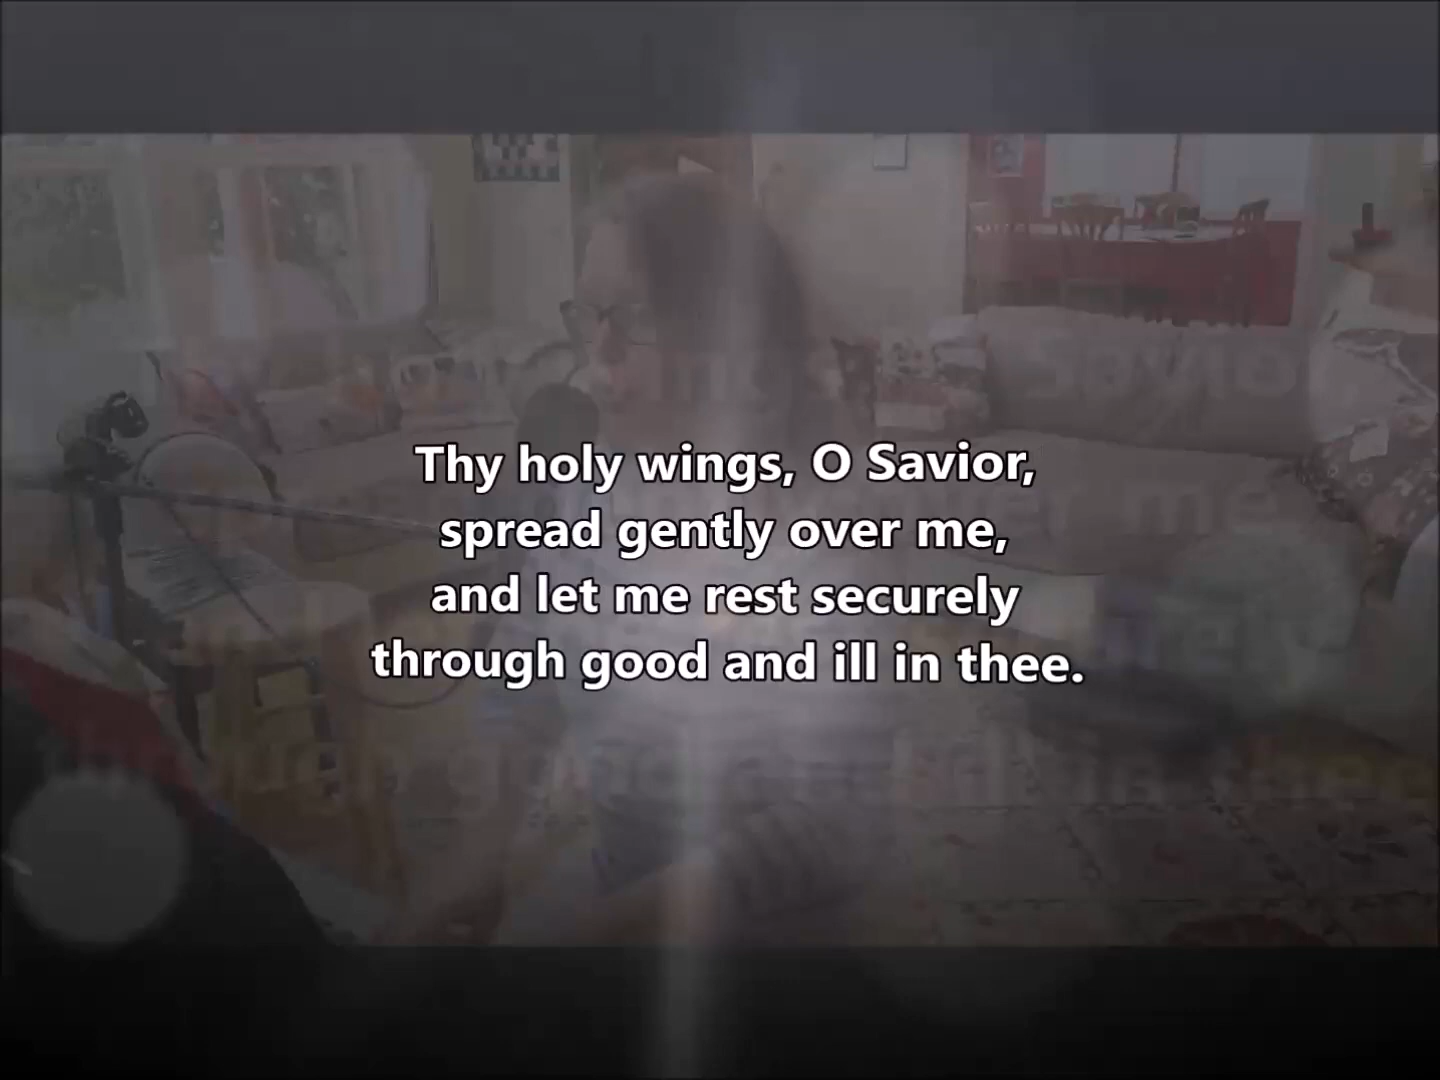 Thy holy wings, O Savior,
spread gently over me,
and let me rest securely
through good and ill in thee.